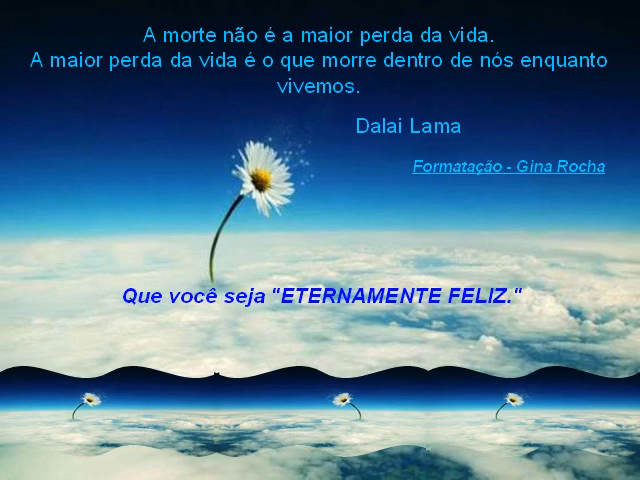 A morte não é a maior perda da vida.
A maior perda da vida é o que morre dentro de nós enquanto
vivemos.
Dalai Lama
Formatação - Gina Rocha
Que você seja “ETERNAMENTE FELIZ.“